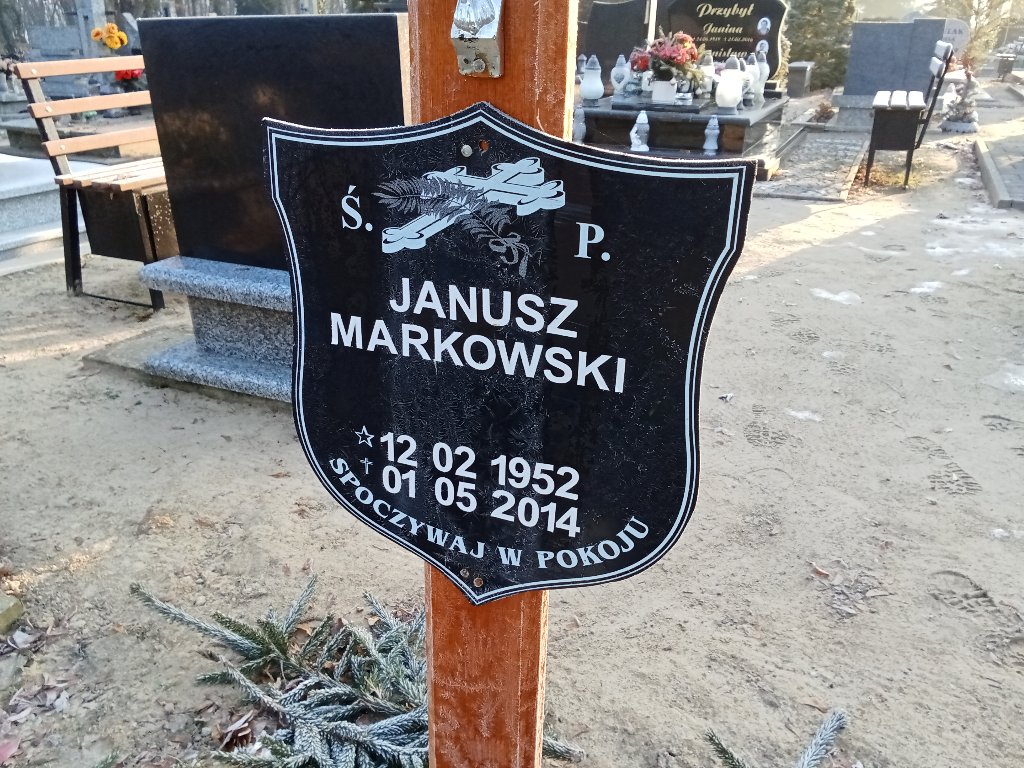 Ś. P.
JANUSZ
MARKOWSKI
☆ 12 02 1952
† 01 05 2014
SPOCZYWAJ W POKOJU
Przybył
Janina